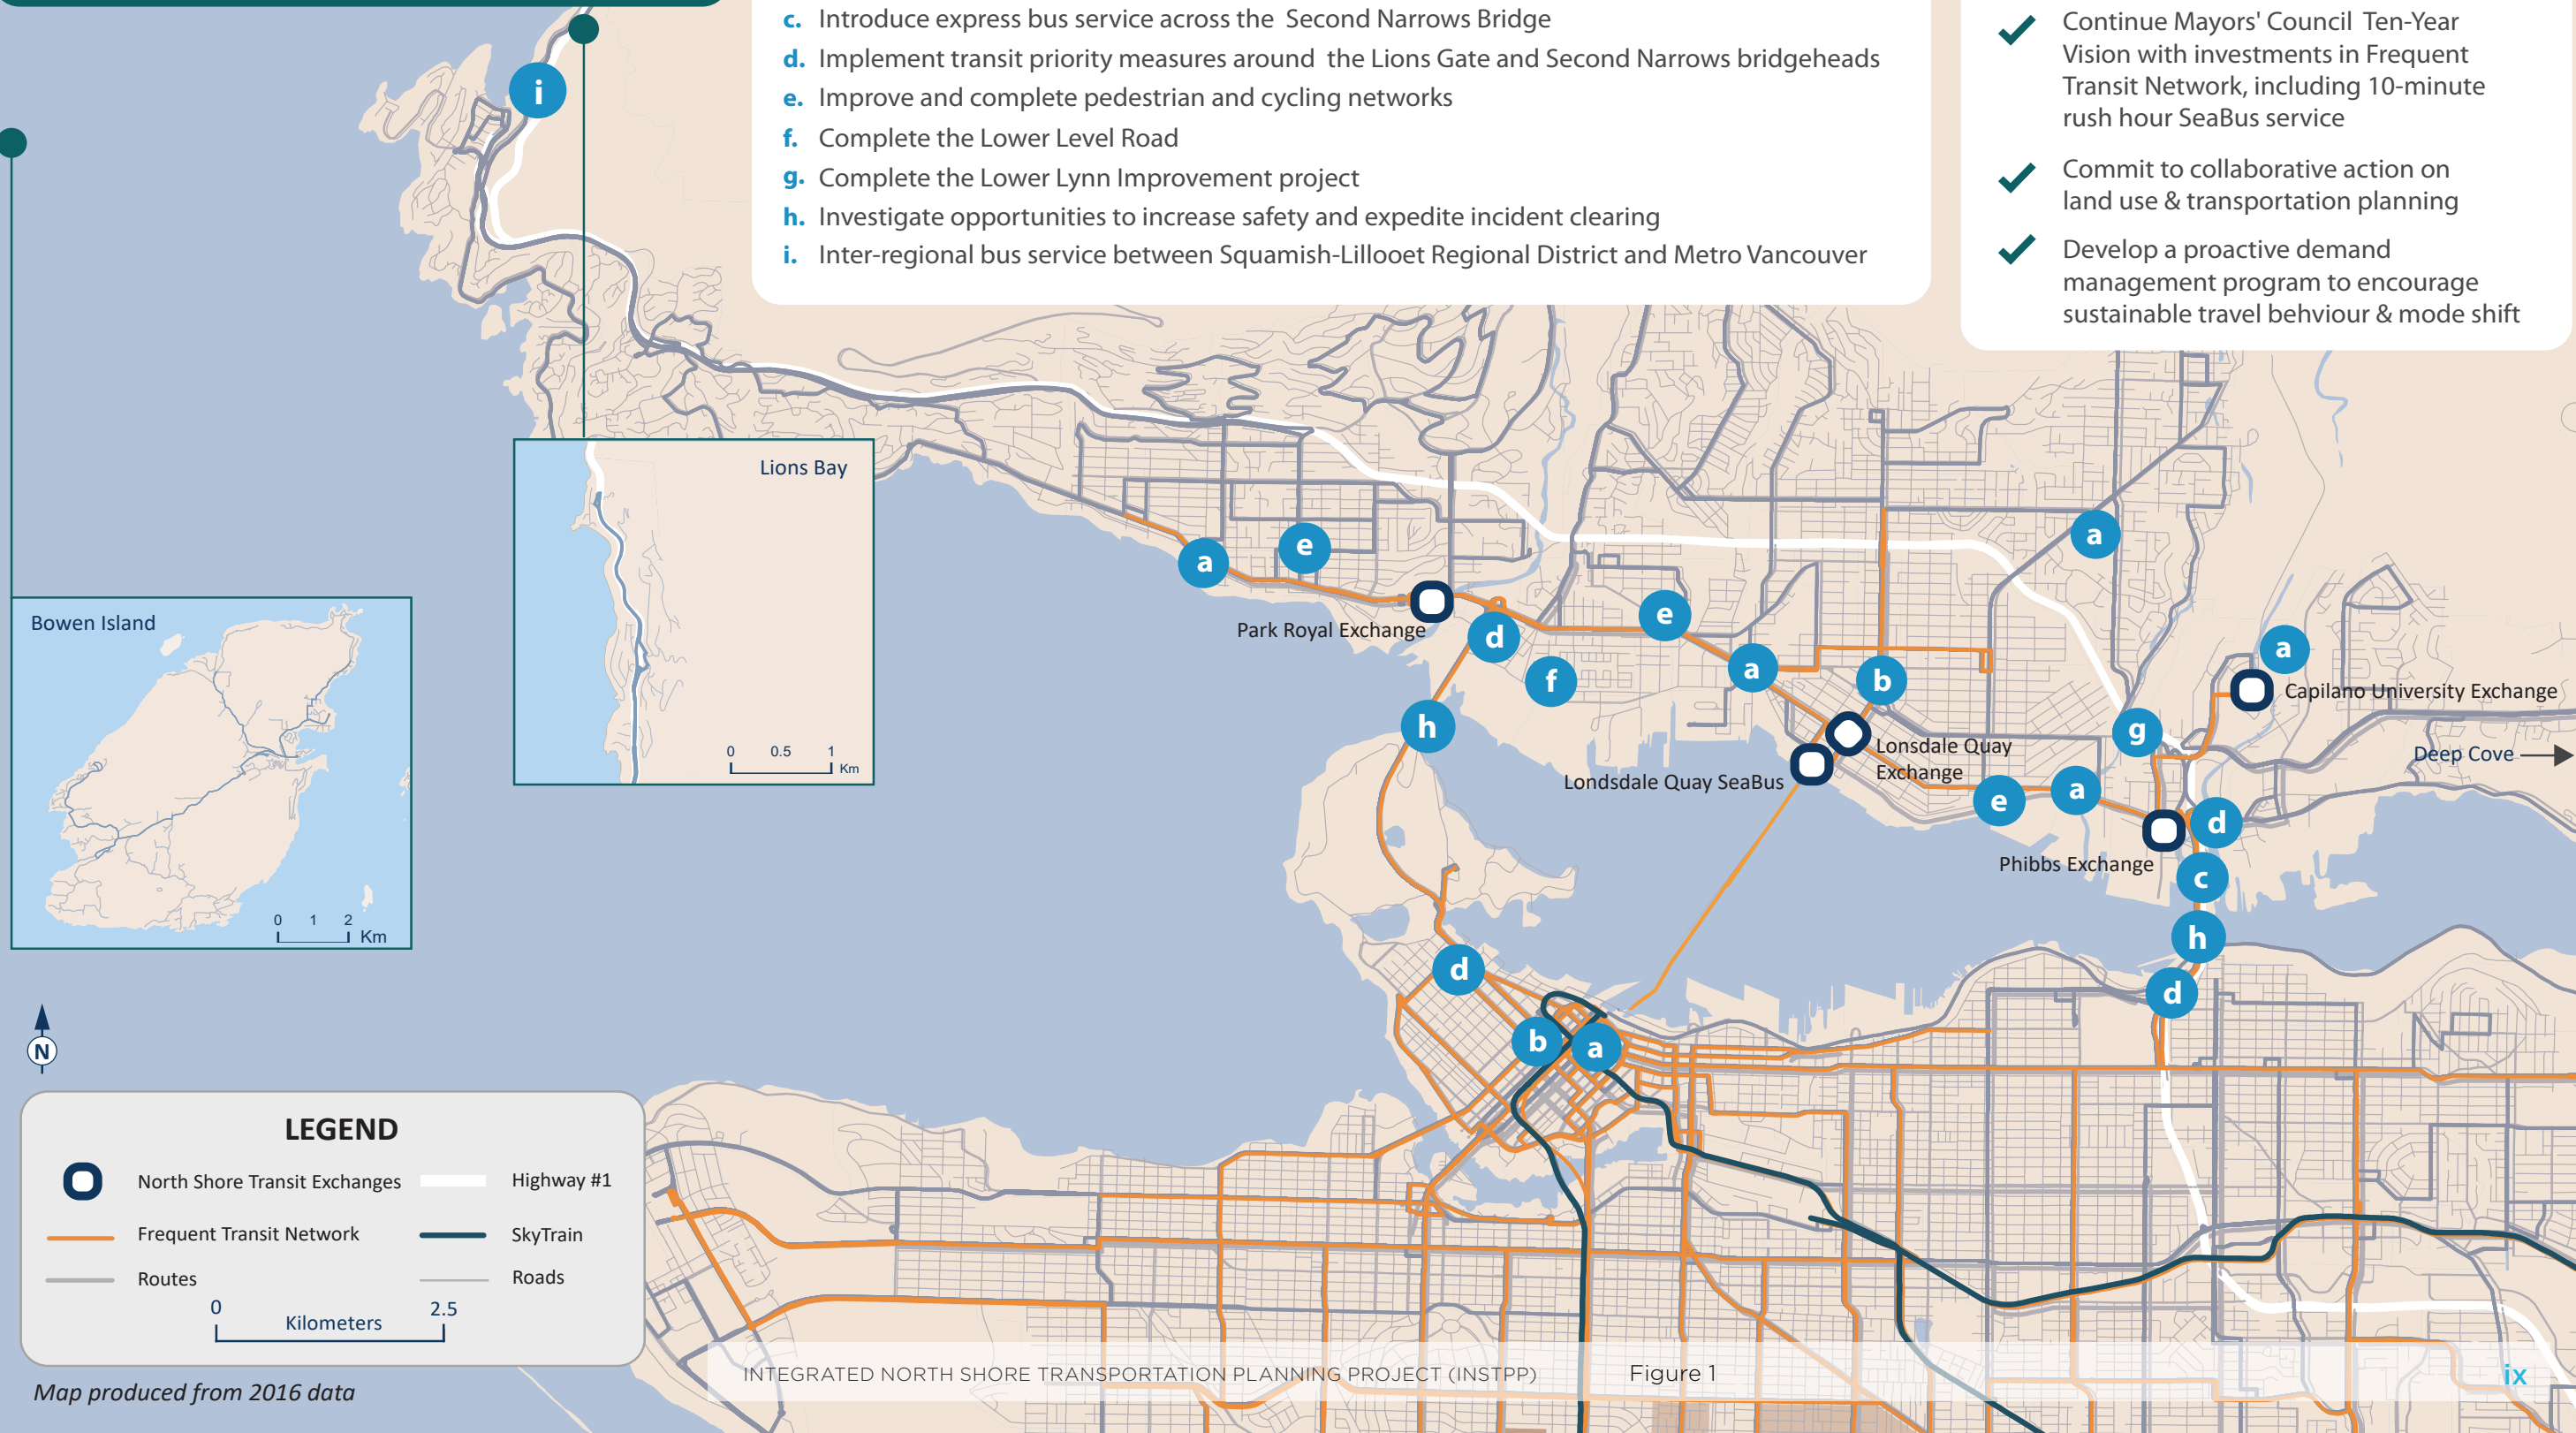 c. Introduce express bus service across the Second Narrows Bridge
d. Implement transit priority measures around the Lions Gate and Second Narrows bridgeheads
e. Improve and complete pedestrian and cycling networks
f. Complete the Lower Level Road
g. Complete the Lower Lynn Improvement project
h. Investigate opportunities to increase safety and expedite incident clearing
i. Inter-regional bus service between Squamish-Lillooet Regional District and Metro Vancouver
Continue Mayors' Council Ten-Year
Vision with investments in Frequent
Transit Network, including 10-minute
rush hour SeaBus service
Commit to collaborative action on
land use & transportation planning
Develop a proactive demand
management program to encourage
sustainable travel behviour & mode shift
i
Lions Bay
0 0.5 1
Km
Bowen Island
0 1 2
Km
a
e
a
Park Royal Exchange
d
e
f
a
b
a
Capilano University Exchange
h
g
Lonsdale Quay
Exchange
Deep Cove
Londsdale Quay SeaBus
e
a
d
Phibbs Exchange
c
h
d
d
b
a
N
LEGEND
North Shore Transit Exchanges
Highway #1
Frequent Transit Network
SkyTrain
Routes
Roads
0 Kilometers 2.5
Map produced from 2016 data
INTEGRATED NORTH SHORE TRANSPORTATION PLANNING PROJECT (INSTPP) Figure 1 ix